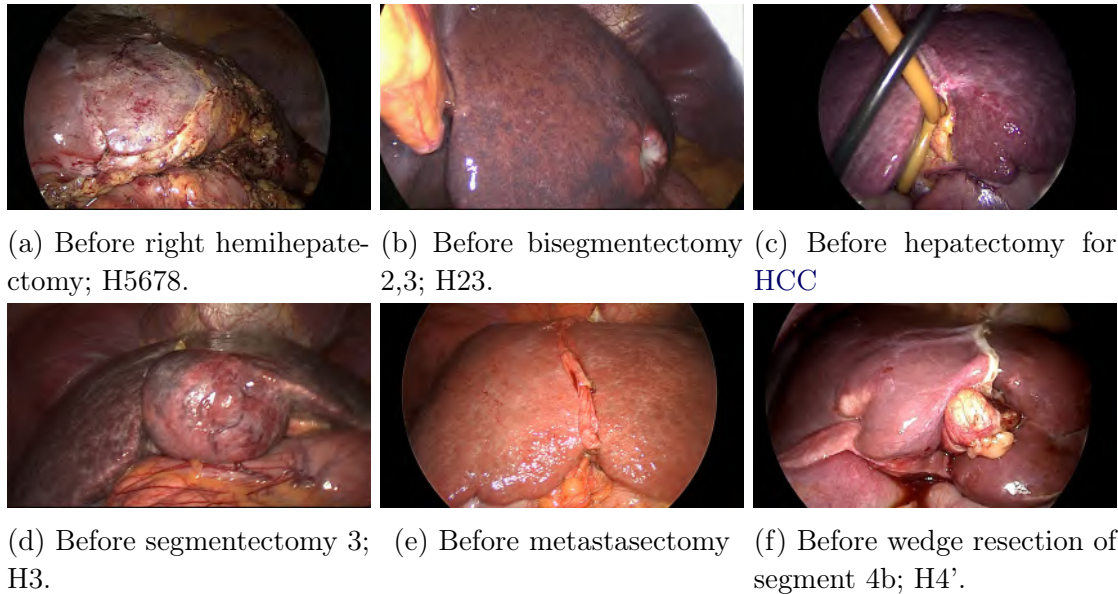 (a) Before right hemihepate-
ctomy; H5678.
(b) Before bisegmentectomy
2,3; H23.
(c) Before hepatectomy for
HCC
(d) Before segmentectomy 3;
H3.
(e) Before metastasectomy
(f) Before wedge resection of
segment 4b; H4’.